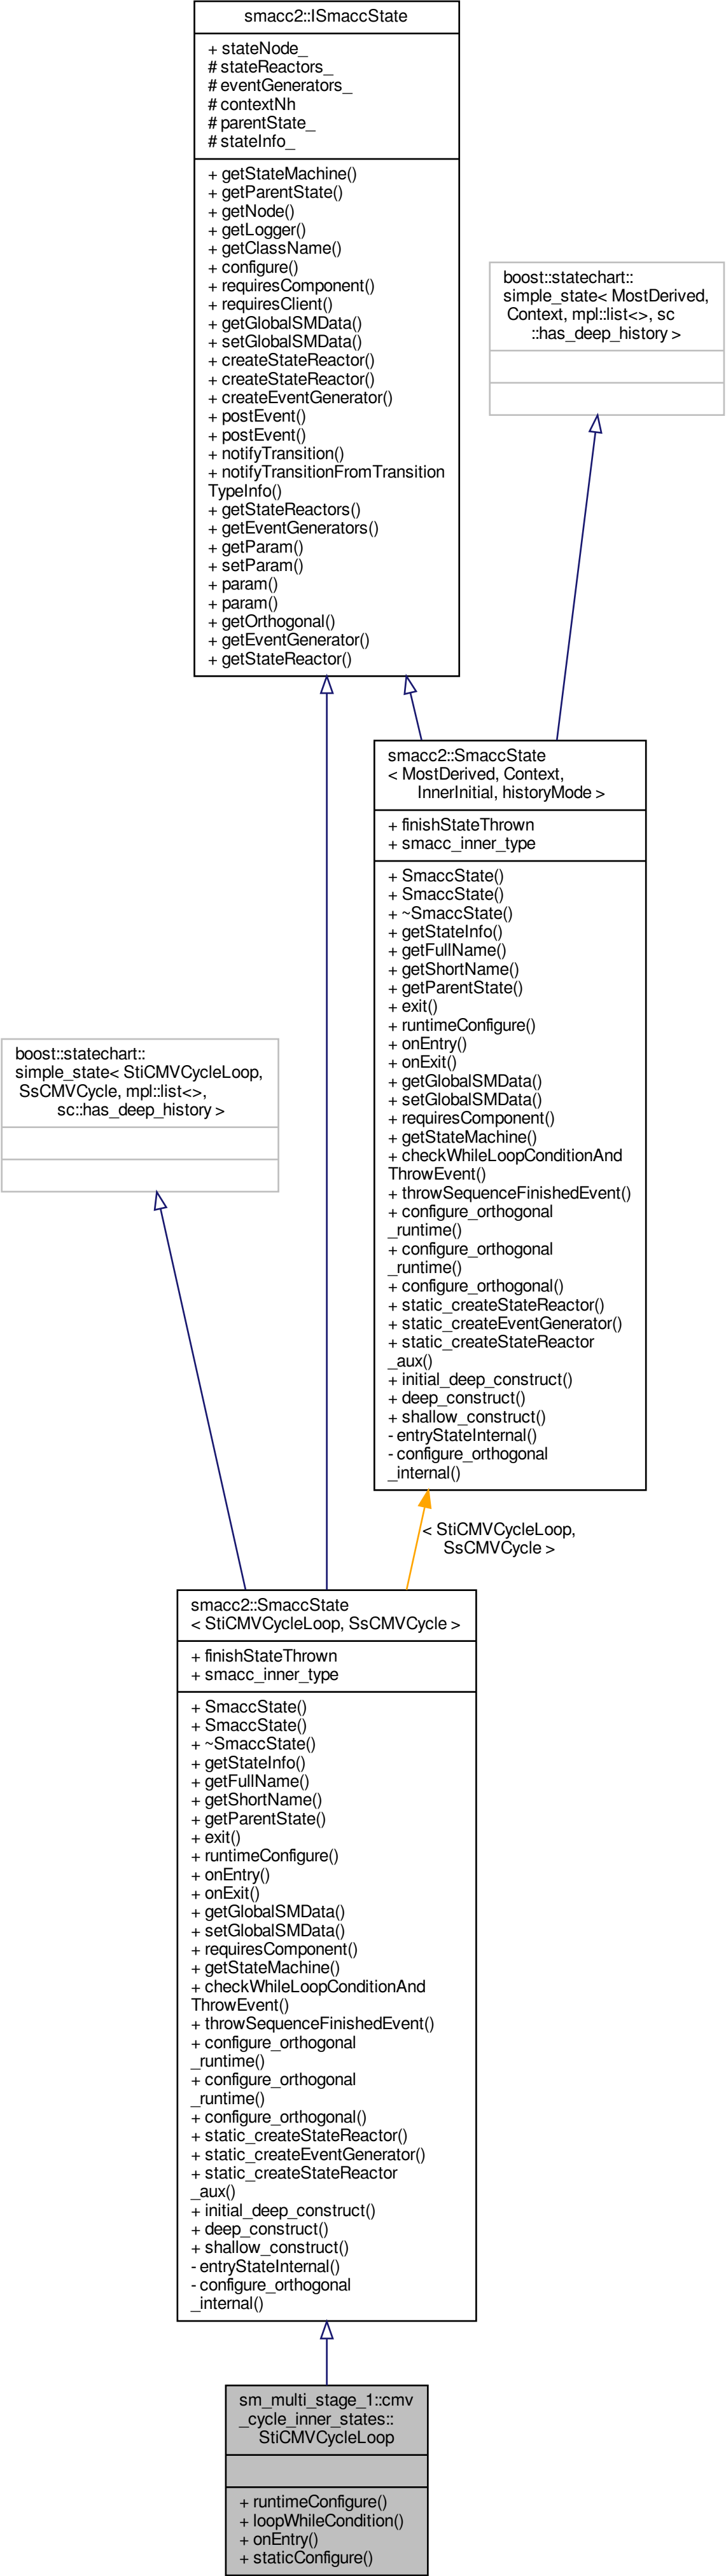 smacc2::ISmaccState
+ stateNode_
# stateReactors_
# eventGenerators_
# contextNh
# parentState_
# stateInfo_
+ getStateMachine()
+ getParentState()
+ getNode()
+ getLogger()
+ getClassName()
+ configure()
+ requiresComponent()
+ requiresClient()
+ getGlobalSMData()
+ setGlobalSMData()
+ createStateReactor()
+ createStateReactor()
+ createEventGenerator()
+ postEvent()
+ postEvent()
+ notifyTransition()
+ notifyTransitionFromTransition
TypeInfo()
+ getStateReactors()
+ getEventGenerators()
+ getParam()
+ setParam()
+ param()
+ param()
+ getOrthogonal()
+ getEventGenerator()
+ getStateReactor()
boost::statechart::
simple_state< MostDerived,
Context, mpl::list<>, sc
::has_deep_history >
smacc2::SmaccState
< MostDerived, Context,
InnerInitial, historyMode >
+ finishStateThrown
+ smacc_inner_type
+ SmaccState()
+ SmaccState()
+ ~SmaccState()
+ getStateInfo()
+ getFullName()
+ getShortName()
+ getParentState()
+ exit()
+ runtimeConfigure()
+ onEntry()
+ onExit()
+ getGlobalSMData()
+ setGlobalSMData()
+ requiresComponent()
+ getStateMachine()
+ checkWhileLoopConditionAnd
ThrowEvent()
+ throwSequenceFinishedEvent()
+ configure_orthogonal
_runtime()
+ configure_orthogonal
_runtime()
+ configure_orthogonal()
+ static_createStateReactor()
+ static_createEventGenerator()
+ static_createStateReactor
_aux()
+ initial_deep_construct()
+ deep_construct()
+ shallow_construct()
- entryStateInternal()
- configure_orthogonal
_internal()
boost::statechart::
simple_state< StiCMVCycleLoop,
SsCMVCycle, mpl::list<>,
sc::has_deep_history >
< StiCMVCycleLoop,
SsCMVCycle >
smacc2::SmaccState
< StiCMVCycleLoop, SsCMVCycle >
+ finishStateThrown
+ smacc_inner_type
+ SmaccState()
+ SmaccState()
+ ~SmaccState()
+ getStateInfo()
+ getFullName()
+ getShortName()
+ getParentState()
+ exit()
+ runtimeConfigure()
+ onEntry()
+ onExit()
+ getGlobalSMData()
+ setGlobalSMData()
+ requiresComponent()
+ getStateMachine()
+ checkWhileLoopConditionAnd
ThrowEvent()
+ throwSequenceFinishedEvent()
+ configure_orthogonal
_runtime()
+ configure_orthogonal
_runtime()
+ configure_orthogonal()
+ static_createStateReactor()
+ static_createEventGenerator()
+ static_createStateReactor
_aux()
+ initial_deep_construct()
+ deep_construct()
+ shallow_construct()
- entryStateInternal()
- configure_orthogonal
_internal()
sm_multi_stage_1::cmv
_cycle_inner_states::
StiCMVCycleLoop
+ runtimeConfigure()
+ loopWhileCondition()
+ onEntry()
+ staticConfigure()